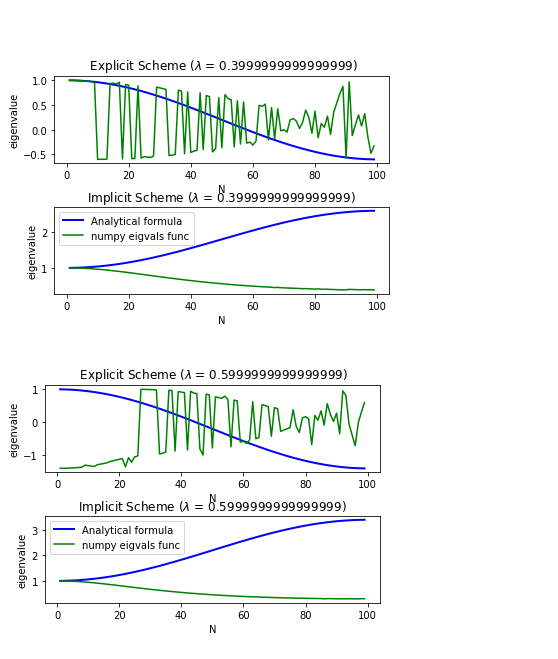 Explicit Scheme (λ = 0.3999999999999999)
eigenvalue
1.0
0.5
0.0
−0.5
0 20 40 60 80 100
N
Implicit Scheme (λ = 0.3999999999999999)
eigenvalue
Analytical formula
numpy eigvals func
2
1
0 20 40 60 80 100
N
Explicit Scheme (λ = 0.5999999999999999)
eigenvalue
1
0
−1
0 20 40 60 80 100
N
Implicit Scheme (λ = 0.5999999999999999)
eigenvalue
Analytical formula
numpy eigvals func
3
2
1
0 20 40 60 80 100
N